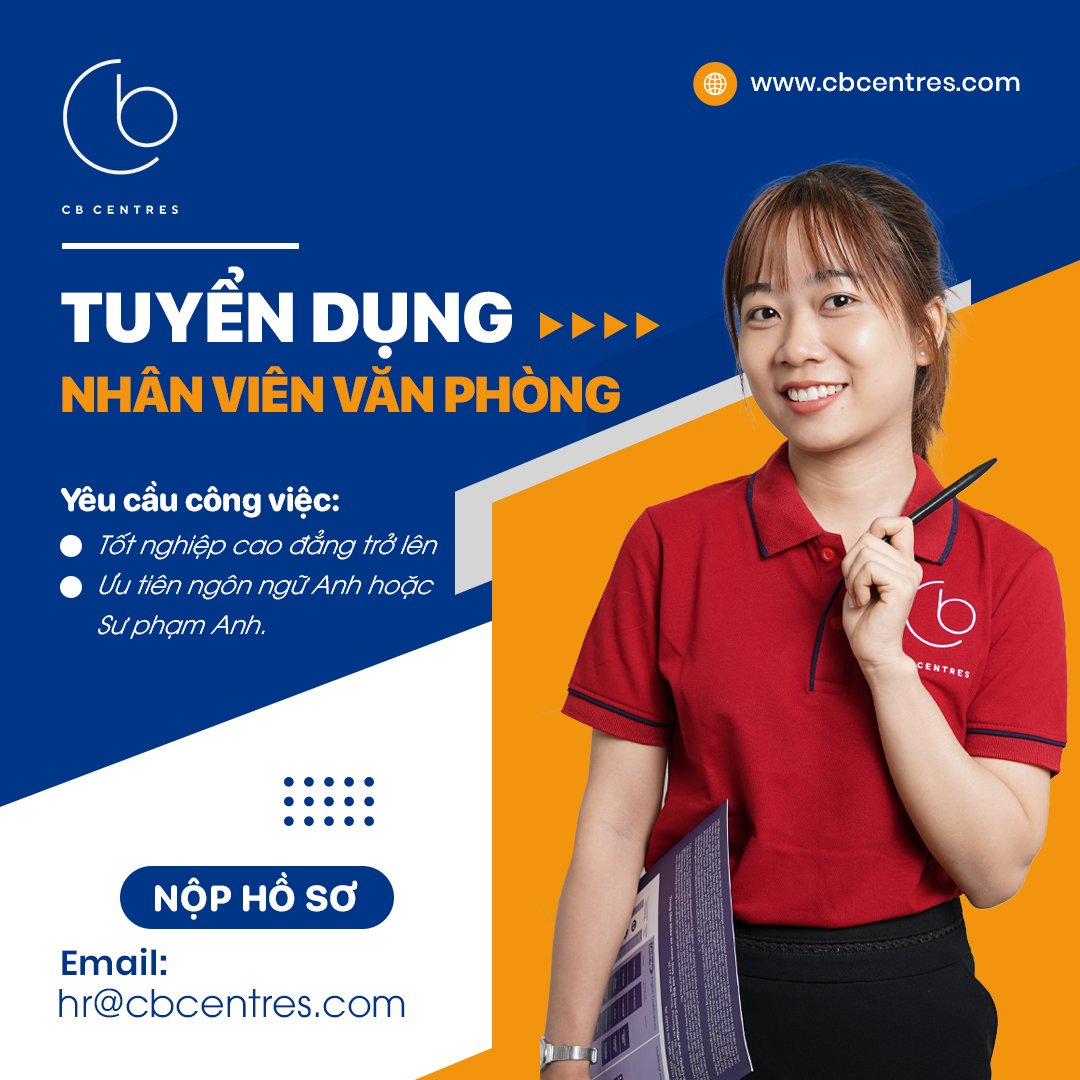 Cb
CB CENTRES
www.cbcentres.com
TUYỂN DỤNG
NHÂN VIÊN VĂN PHÒNG
Yêu cầu công việc:
Tốt nghiệp cao đẳng trở lên
Ưu tiên ngôn ngữ Anh hoặc
Sư phạm Anh.
Cb
CENTRES
NỘP HỒ SƠ
Email:
hr@cbcentres.com